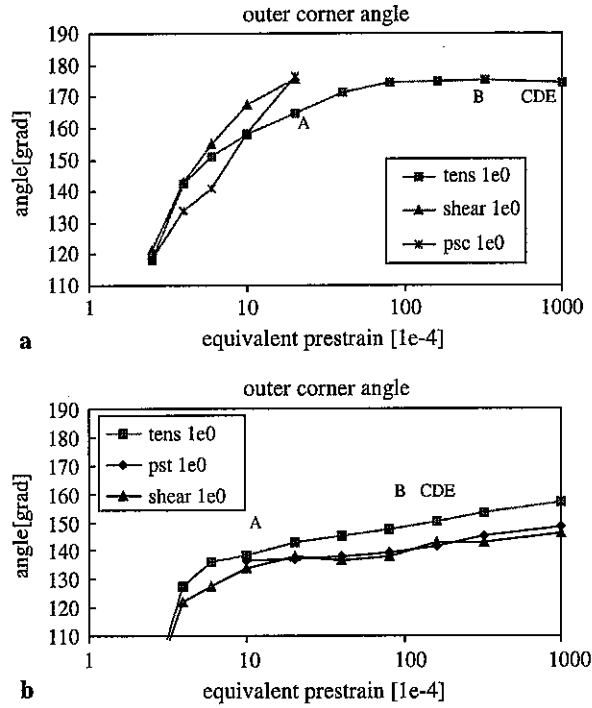 outer corner angle
190
180
170
160
150
140
130
120
110
angle[grad]
A
B
CDE
tens 1e0
shear 1e0
psc 1e0
1
10
100
1000
a
equivalent prestrain [1e-4]
outer corner angle
190
180
170
160
150
140
130
120
110
angle[grad]
tens 1e0
pst 1e0
shear 1e0
A
B
CDE
1
10
100
1000
b
equivalent prestrain [1e-4]